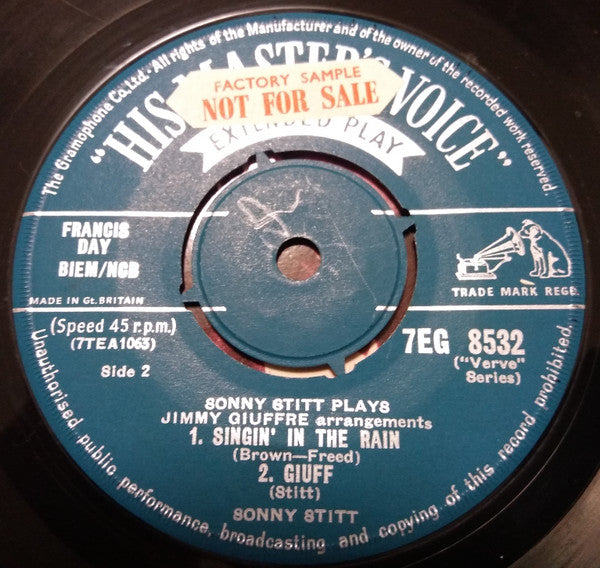 The Gramophone Co. Ltd. · All rights of the Manufacturer and of the owner of the recorded work reserved.
"HIS MASTER'S VOICE"
FACTORY SAMPLE
NOT FOR SALE
EXTENDED PLAY
FRANCIS
DAY
BIEM/NCB
MADE IN Gt. BRITAIN
TRADE MARK REGD.
(Speed 45 r.p.m.)
(7TEA1063)
Side 2
7EG 8532
("Verve"
Series)
SONNY STITT PLAYS
JIMMY GIUFFRE arrangements
1. SINGIN' IN THE RAIN
(Brown—Freed)
2. GIUFF
(Stitt)
SONNY STITT
Unauthorised public performance, broadcasting and copying of this record prohibited.